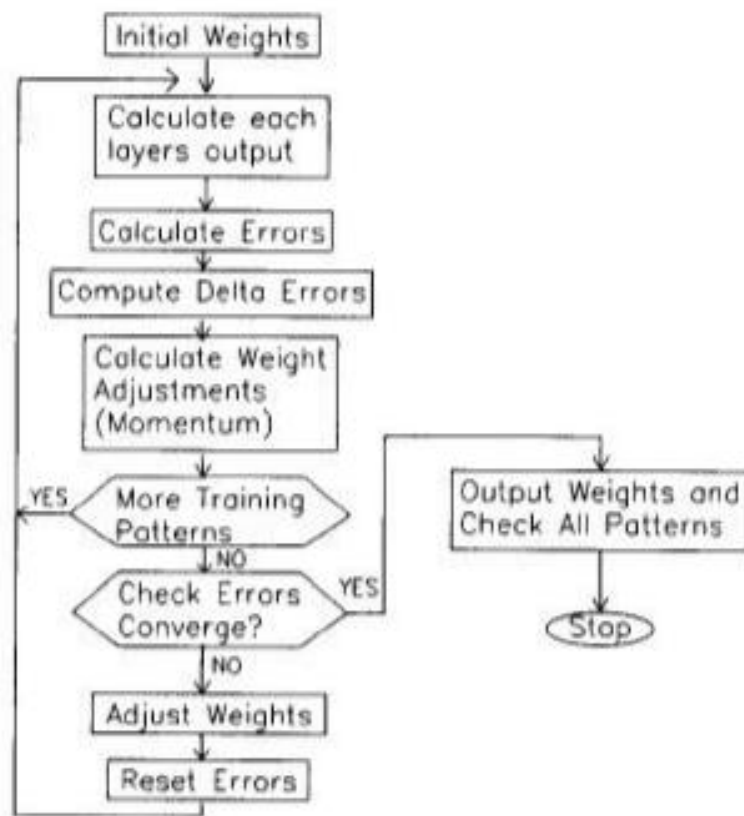 Initial Weights
Calculate each
layers output
Calculate Errors
Compute Delta Errors
Calculate Weight
Adjustments
(Momentum)
YES
More Training
Patterns
NO
Check Errors
Converge?
YES
NO
Adjust Weights
Reset Errors
Output Weights and
Check All Patterns
Stop